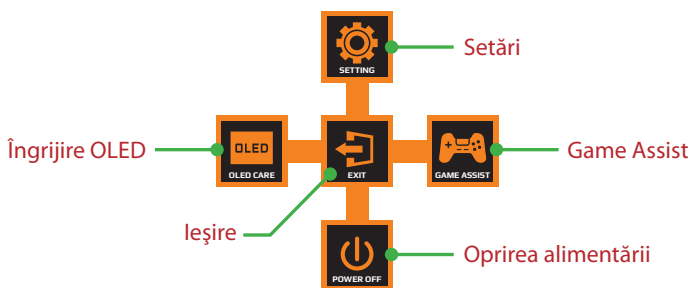 SETTING
Setări
Îngrijire OLED
OLED
OLED CARE
EXIT
GAME ASSIST
Game Assist
Ieşire
POWER OFF
Oprirea alimentării